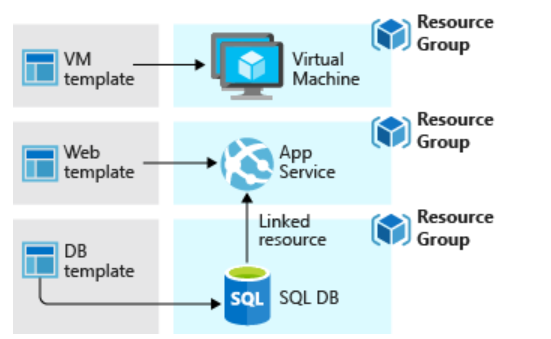 VM
template
Virtual
Machine
Resource
Group
Web
template
App
Service
Resource
Group
Linked
resource
DB
template
SQL
SQL DB
Resource
Group